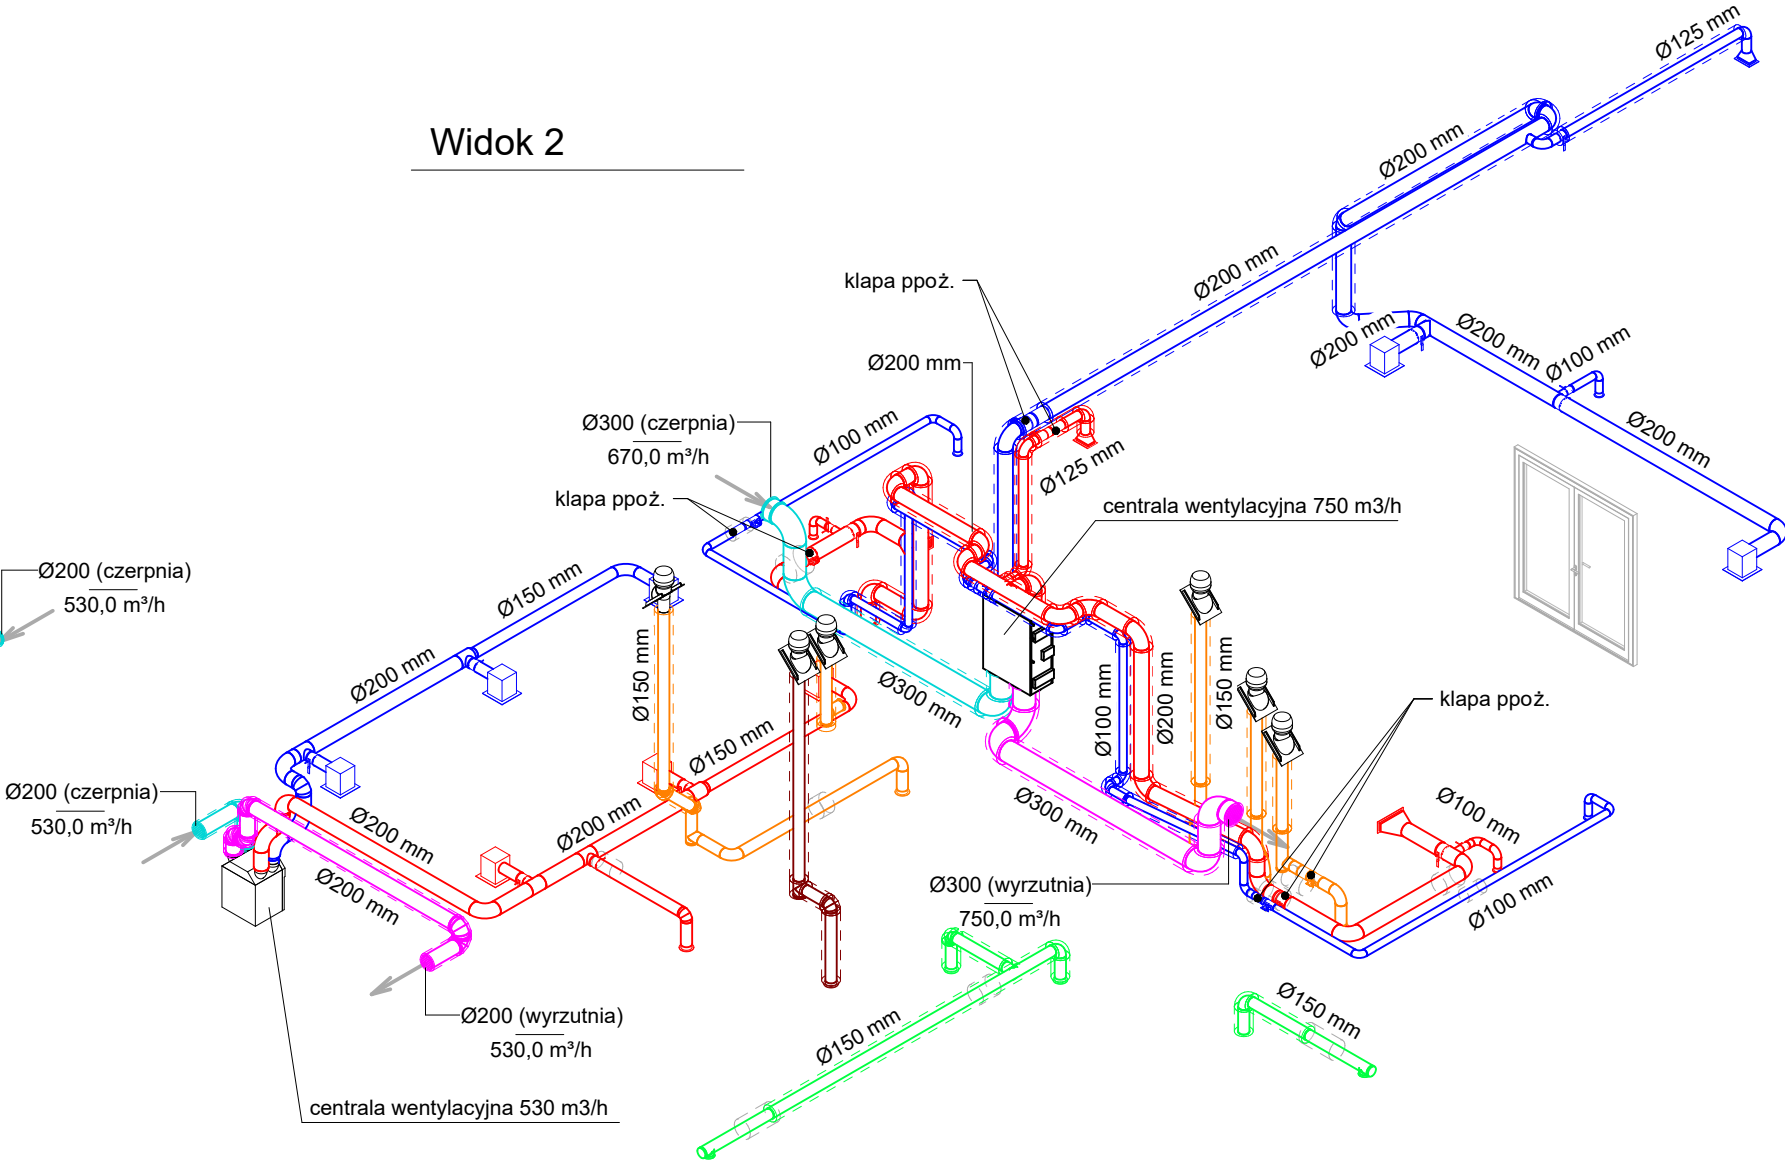 Widok 2
Ø125 mm
Ø200 mm
Ø200 mm
klapa ppoż.
Ø200 mm
Ø200 mm
Ø100 mm
Ø200 mm
Ø200 mm
Ø300 (czerpnia)
670,0 m³/h
Ø100 mm
Ø125 mm
klapa ppoż.
centrala wentylacyjna 750 m3/h
Ø200 (czerpnia)
530,0 m³/h
Ø150 mm
Ø200 mm
Ø150 mm
Ø300 mm
Ø100 mm
Ø200 mm
Ø150 mm
klapa ppoż.
Ø150 mm
Ø200 (czerpnia)
530,0 m³/h
Ø200 mm
Ø200 mm
Ø300 mm
Ø100 mm
Ø200 mm
Ø300 (wyrzutnia)
750,0 m³/h
Ø100 mm
Ø200 (wyrzutnia)
530,0 m³/h
Ø150 mm
Ø150 mm
centrala wentylacyjna 530 m3/h